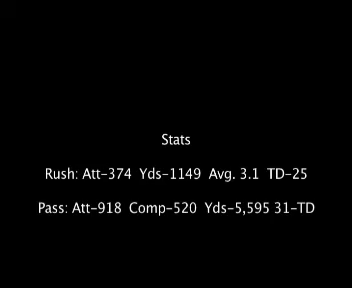 Stats
Rush: Att-374 Yds-1149 Avg. 3.1 TD-25
Pass: Att-918 Comp-520 Yds-5,595 31-TD